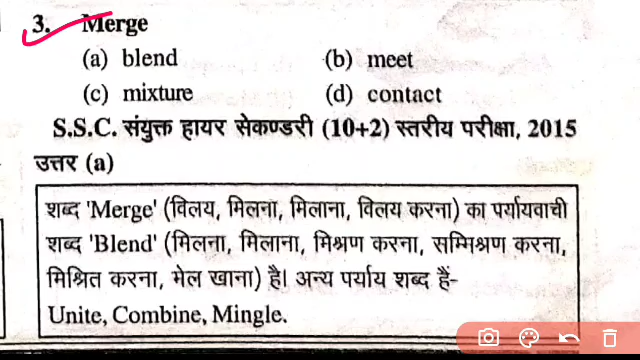 3. Merge
(a) blend (b) meet
(c) mixture (d) contact
S.S.C. संयुक्त हायर सेकण्डरी (10+2) स्तरीय परीक्षा, 2015
उत्तर (a)
शब्द 'Merge' (विलय, मिलना, मिलाना, विलय करना) का पर्यायवाची
शब्द 'Blend' (मिलना, मिलाना, मिश्रण करना, सम्मिश्रण करना,
मिश्रित करना, मेल खाना) है। अन्य पर्याय शब्द हैं-
Unite, Combine, Mingle.